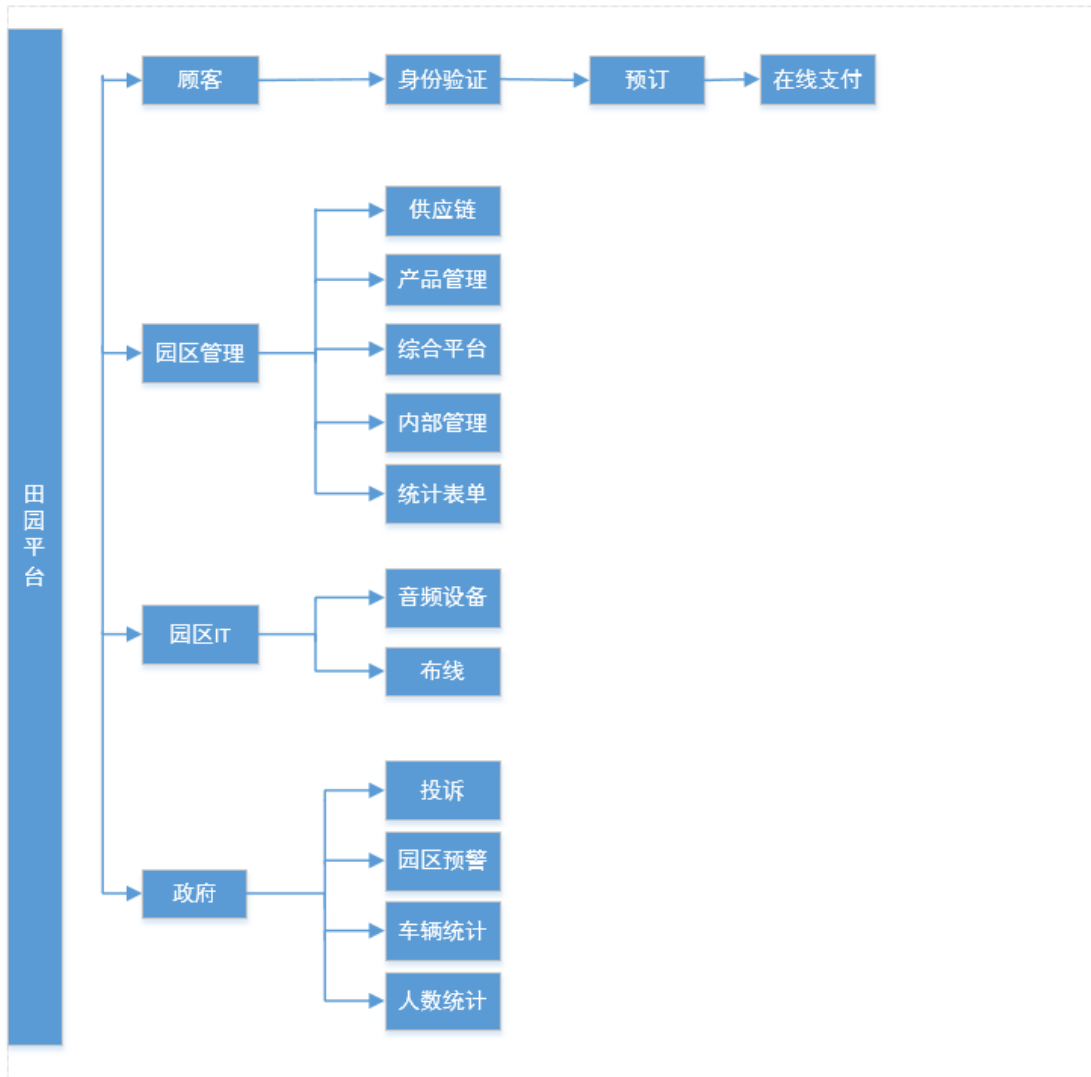 田园平台
顾客
身份验证
预订
在线支付
园区管理
供应链
产品管理
综合平台
内部管理
统计表单
园区IT
音频设备
布线
政府
投诉
园区预警
车辆统计
人数统计